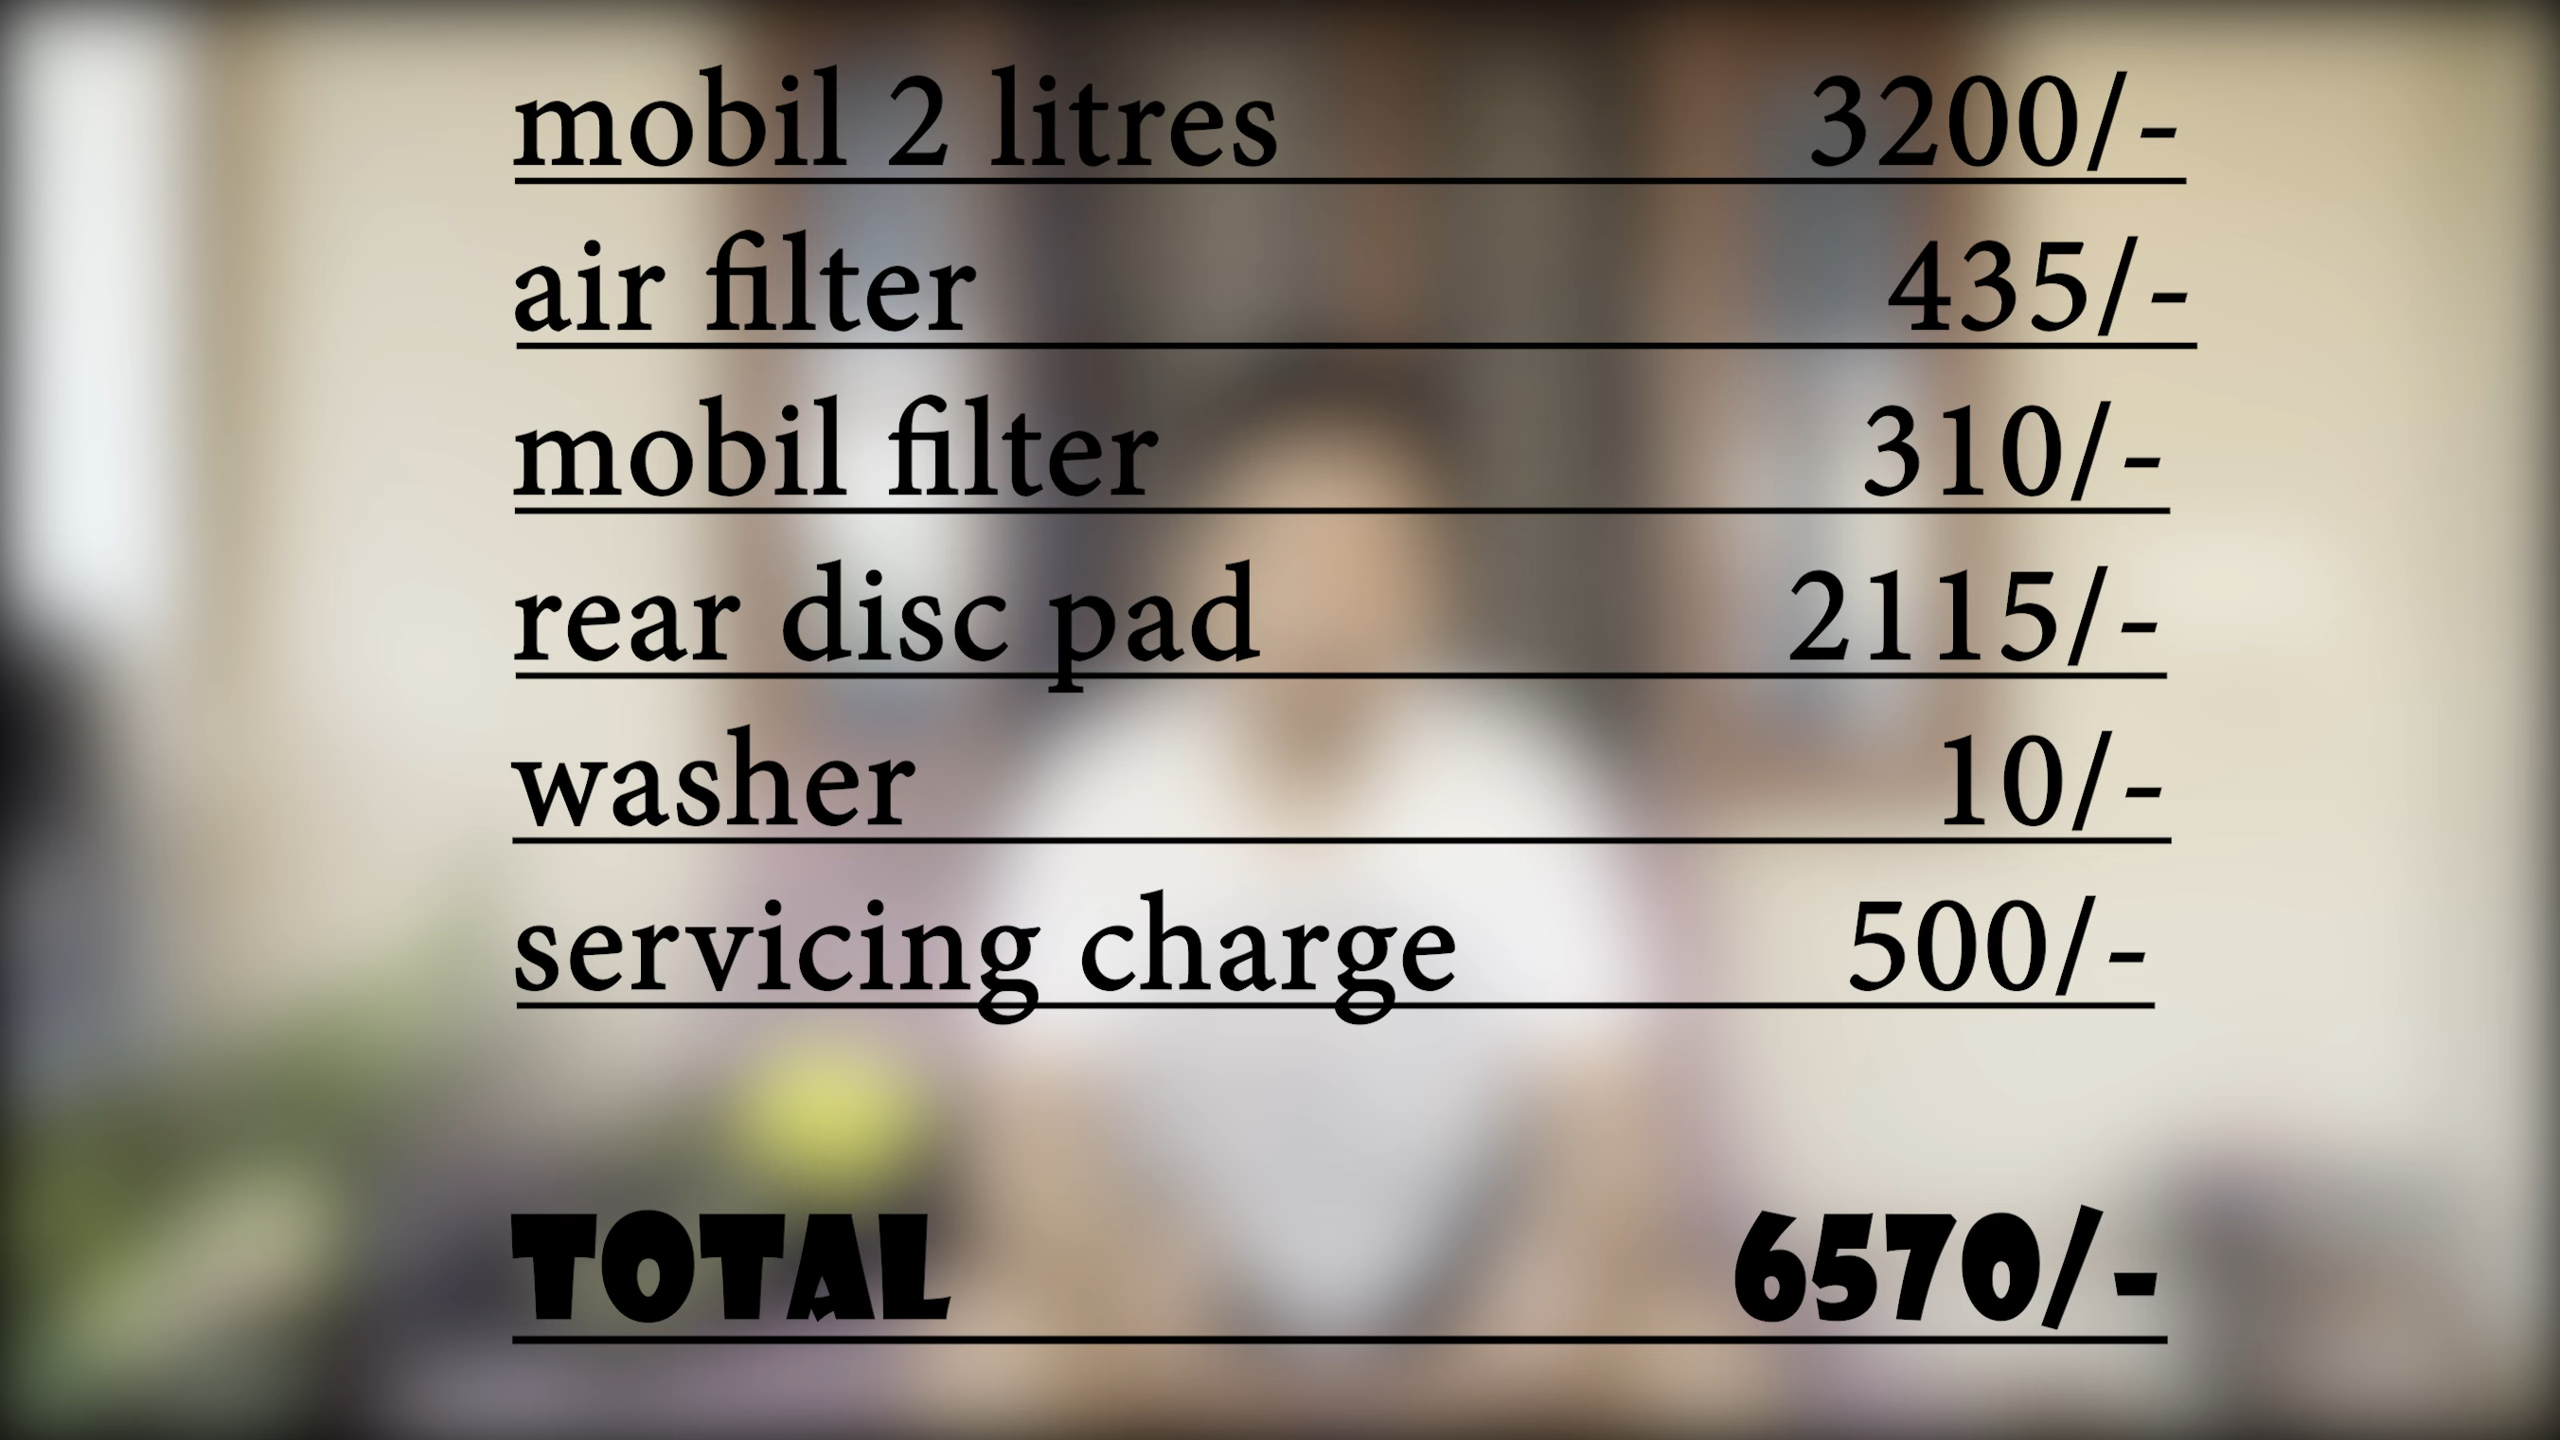 mobil 2 litres 3200/-
air filter 435/-
mobil filter 310/-
rear disc pad 2115/-
washer 10/-
servicing charge 500/-
TOTAL 6570/-